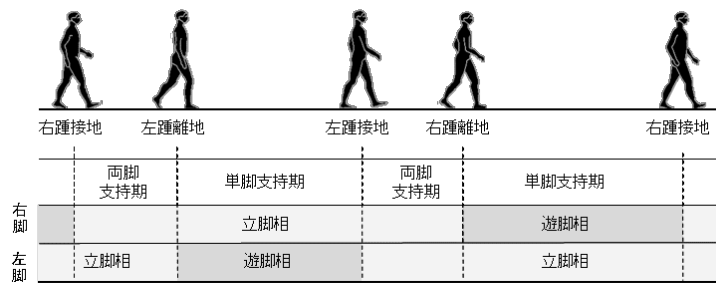 右踵接地 左踵離地 左踵接地 右踵離地 右踵接地
両脚
支持期
単脚支持期
両脚
支持期
単脚支持期
右
脚
立脚相 遊脚相
左
脚
立脚相 遊脚相 立脚相